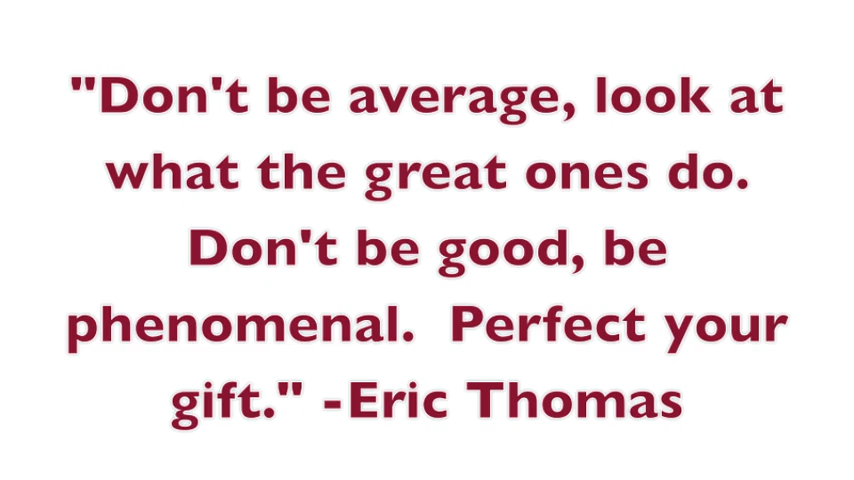 "Don't be average, look at
what the great ones do.
Don't be good, be
phenomenal.  Perfect your
gift." -Eric Thomas